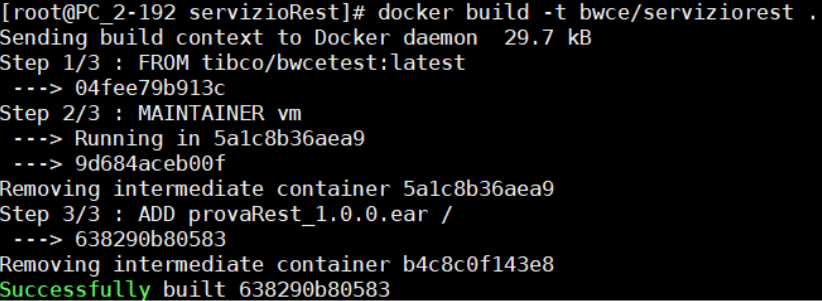 [root@PC_2-192 servizioRest]# docker build -t bwce/serviziorest .
Sending build context to Docker daemon  29.7 kB
Step 1/3 : FROM tibco/bwcetest:latest
 ---> 04fee79b913c
Step 2/3 : MAINTAINER vm
 ---> Running in 5a1c8b36aea9
 ---> 9d684aceb00f
Removing intermediate container 5a1c8b36aea9
Step 3/3 : ADD provaRest_1.0.0.ear /
 ---> 638290b80583
Removing intermediate container b4c8c0f143e8
Successfully built 638290b80583